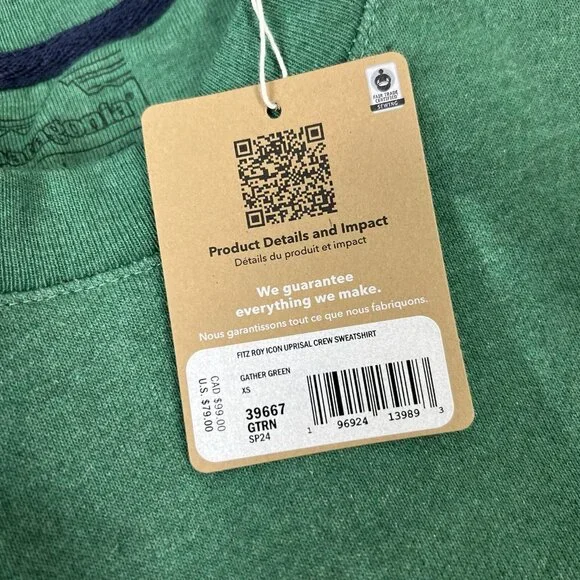 FAIR TRADE
CERTIFIED
SEWING
Product Details and Impact
Détails du produit et impact
We guarantee
everything we make.
Nous garantissons tout ce que nous fabriquons.
FITZ ROY ICON UPRISAL CREW SWEATSHIRT
GATHER GREEN
XS
39667
GTRN
SP24
CAD $99.00
U.S. $79.00
1 96924 13989 3